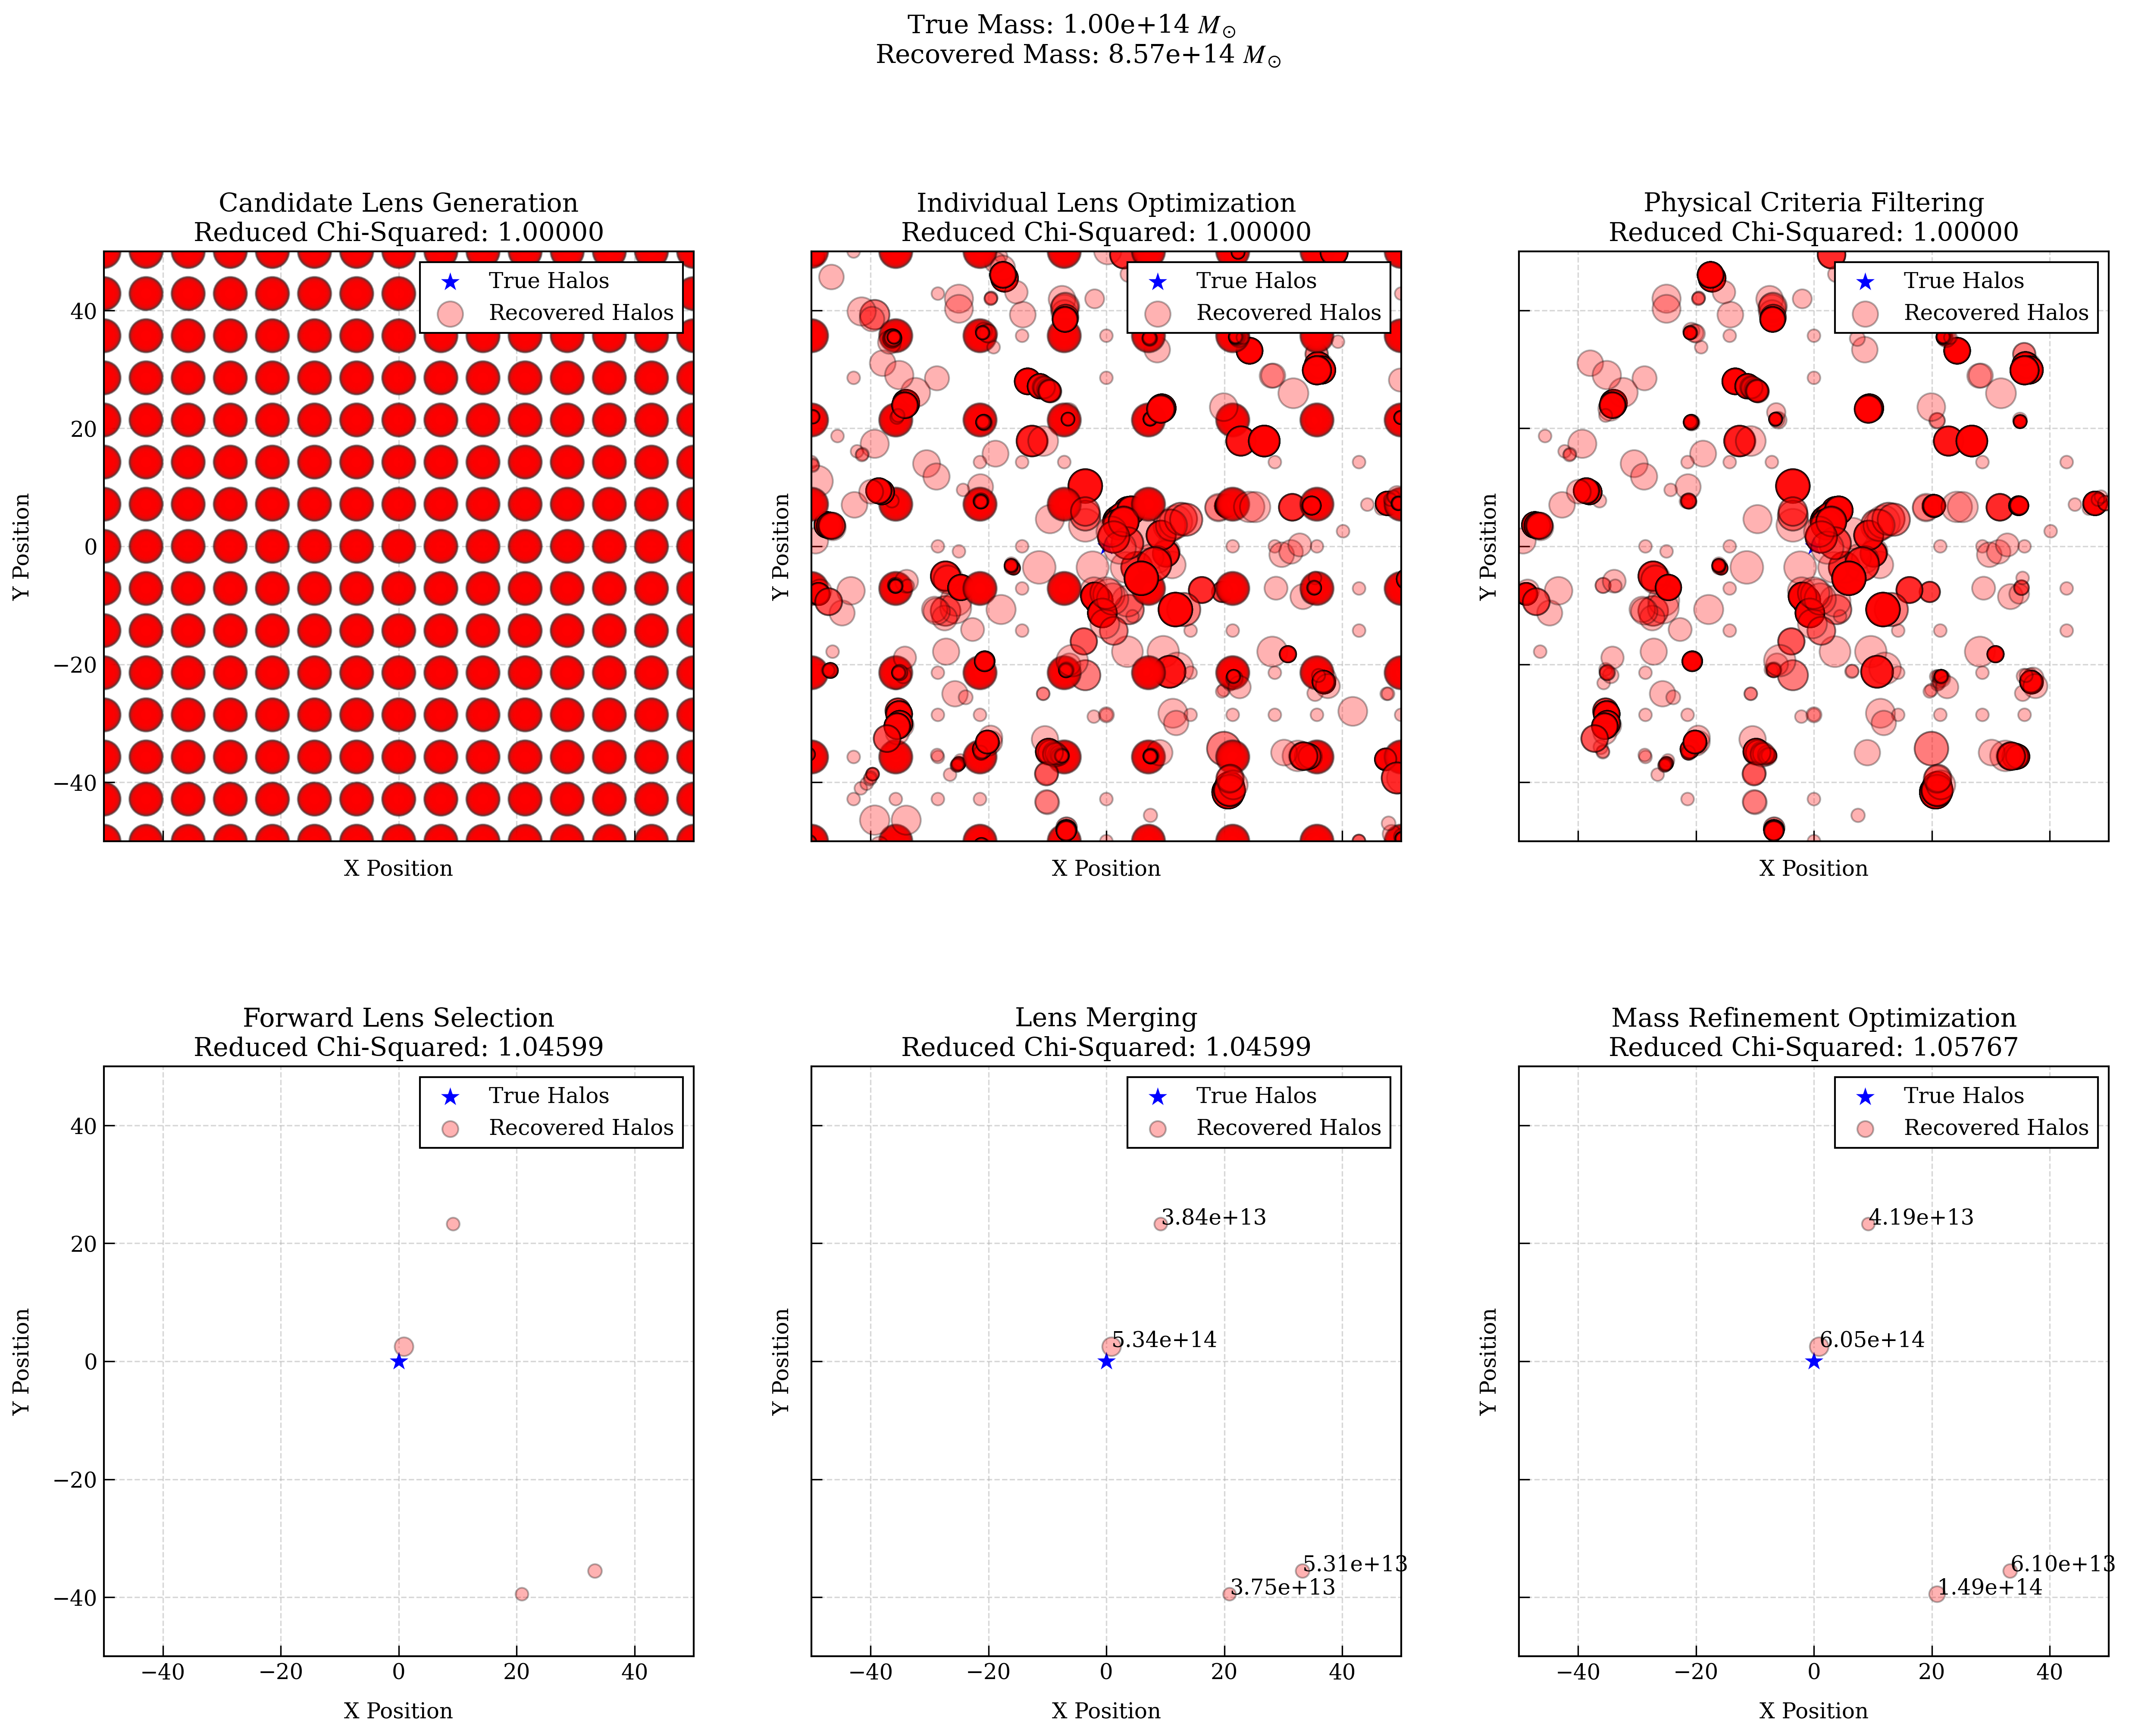 True Mass: 1.00e+14 M⊙
Recovered Mass: 8.57e+14 M⊙
Candidate Lens Generation
Reduced Chi-Squared: 1.00000
True Halos
Recovered Halos
40
20
0
−20
−40
Y Position
X Position
Individual Lens Optimization
Reduced Chi-Squared: 1.00000
True Halos
Recovered Halos
Y Position
X Position
Physical Criteria Filtering
Reduced Chi-Squared: 1.00000
True Halos
Recovered Halos
Y Position
X Position
Forward Lens Selection
Reduced Chi-Squared: 1.04599
True Halos
Recovered Halos
40
20
0
−20
−40
Y Position
−40 −20 0 20 40
X Position
Lens Merging
Reduced Chi-Squared: 1.04599
True Halos
Recovered Halos
3.84e+13
5.34e+14
5.31e+13
3.75e+13
Y Position
−40 −20 0 20 40
X Position
Mass Refinement Optimization
Reduced Chi-Squared: 1.05767
True Halos
Recovered Halos
4.19e+13
6.05e+14
6.10e+13
1.49e+14
Y Position
−40 −20 0 20 40
X Position